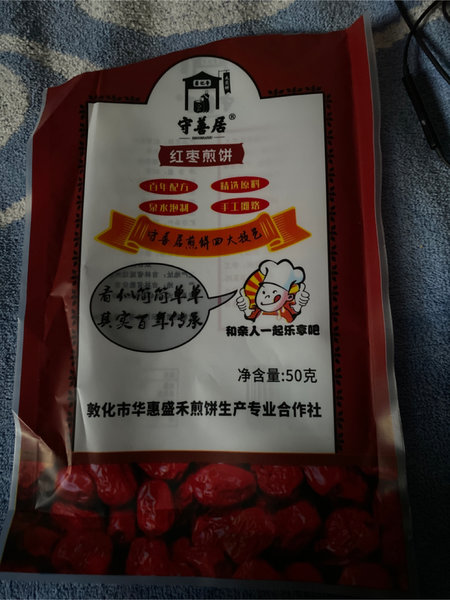 守善居®
红枣煎饼
百年配方 精选原料
泉水泡制 手工摊烙
守善居煎饼四大特色
看似简简单单
其实百年传承
和亲人一起乐享吧
净含量:50克
敦化市华惠盛禾煎饼生产专业合作社